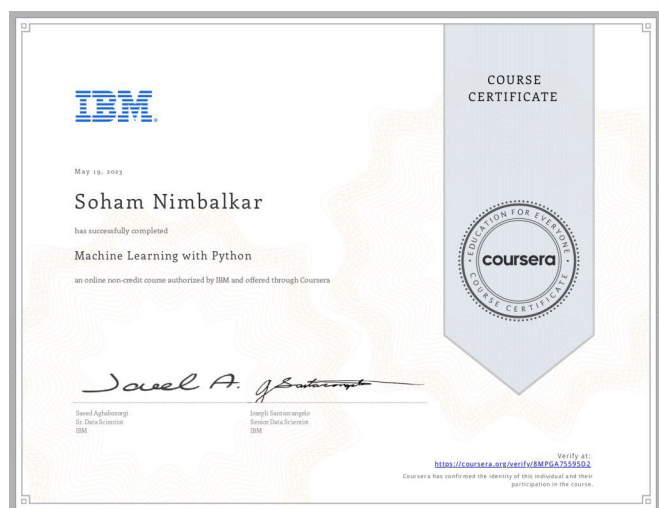 IBM
COURSE
CERTIFICATE
May 19, 2023
Soham Nimbalkar
has successfully completed
Machine Learning with Python
an online non-credit course authorized by IBM and offered through Coursera
EDUCATION FOR EVERYONE
coursera
COURSE CERTIFICATE
Saeed Aghabozorgi
Sr. Data Scientist
IBM
Joseph Santarcangelo
Senior Data Scientist
IBM
Verify at:
https://coursera.org/verify/8MPGA75595D2
Coursera has confirmed the identity of this individual and their
participation in the course.